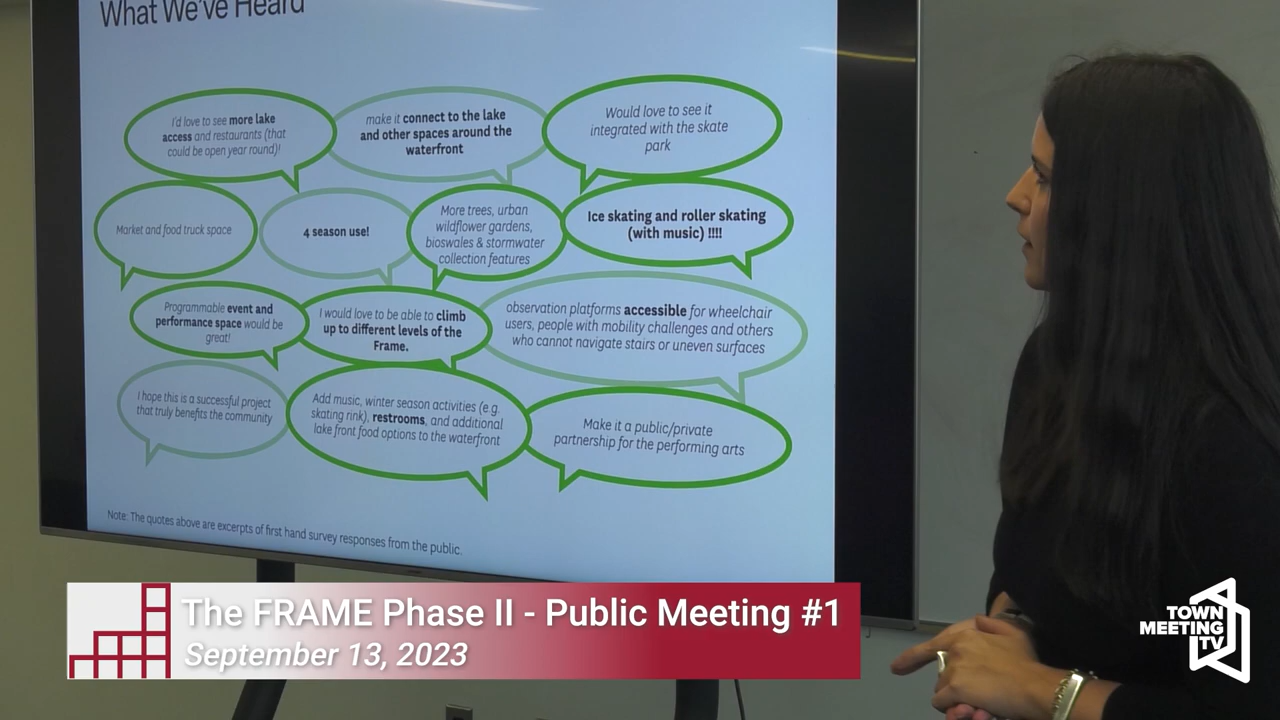 What We've Heard
I'd love to see more lake
access and restaurants (that
could be open year round)!
make it connect to the lake
and other spaces around the
waterfront
Would love to see it
integrated with the skate
park
Market and food truck space
4 season use!
More trees, urban
wildflower gardens,
bioswales & stormwater
collection features
Ice skating and roller skating
(with music) !!!!
Programmable event and
performance space would be
great!
I would love to be able to climb
up to different levels of the
Frame.
observation platforms accessible for wheelchair
users, people with mobility challenges and others
who cannot navigate stairs or uneven surfaces
I hope this is a successful project
that truly benefits the community
Add music, winter season activities (e.g.
skating rink), restrooms, and additional
lake front food options to the waterfront
Make it a public/private
partnership for the performing arts
Note: The quotes above are excerpts of first hand survey responses from the public.
The FRAME Phase II - Public Meeting #1
September 13, 2023
TOWN
MEETING
TV